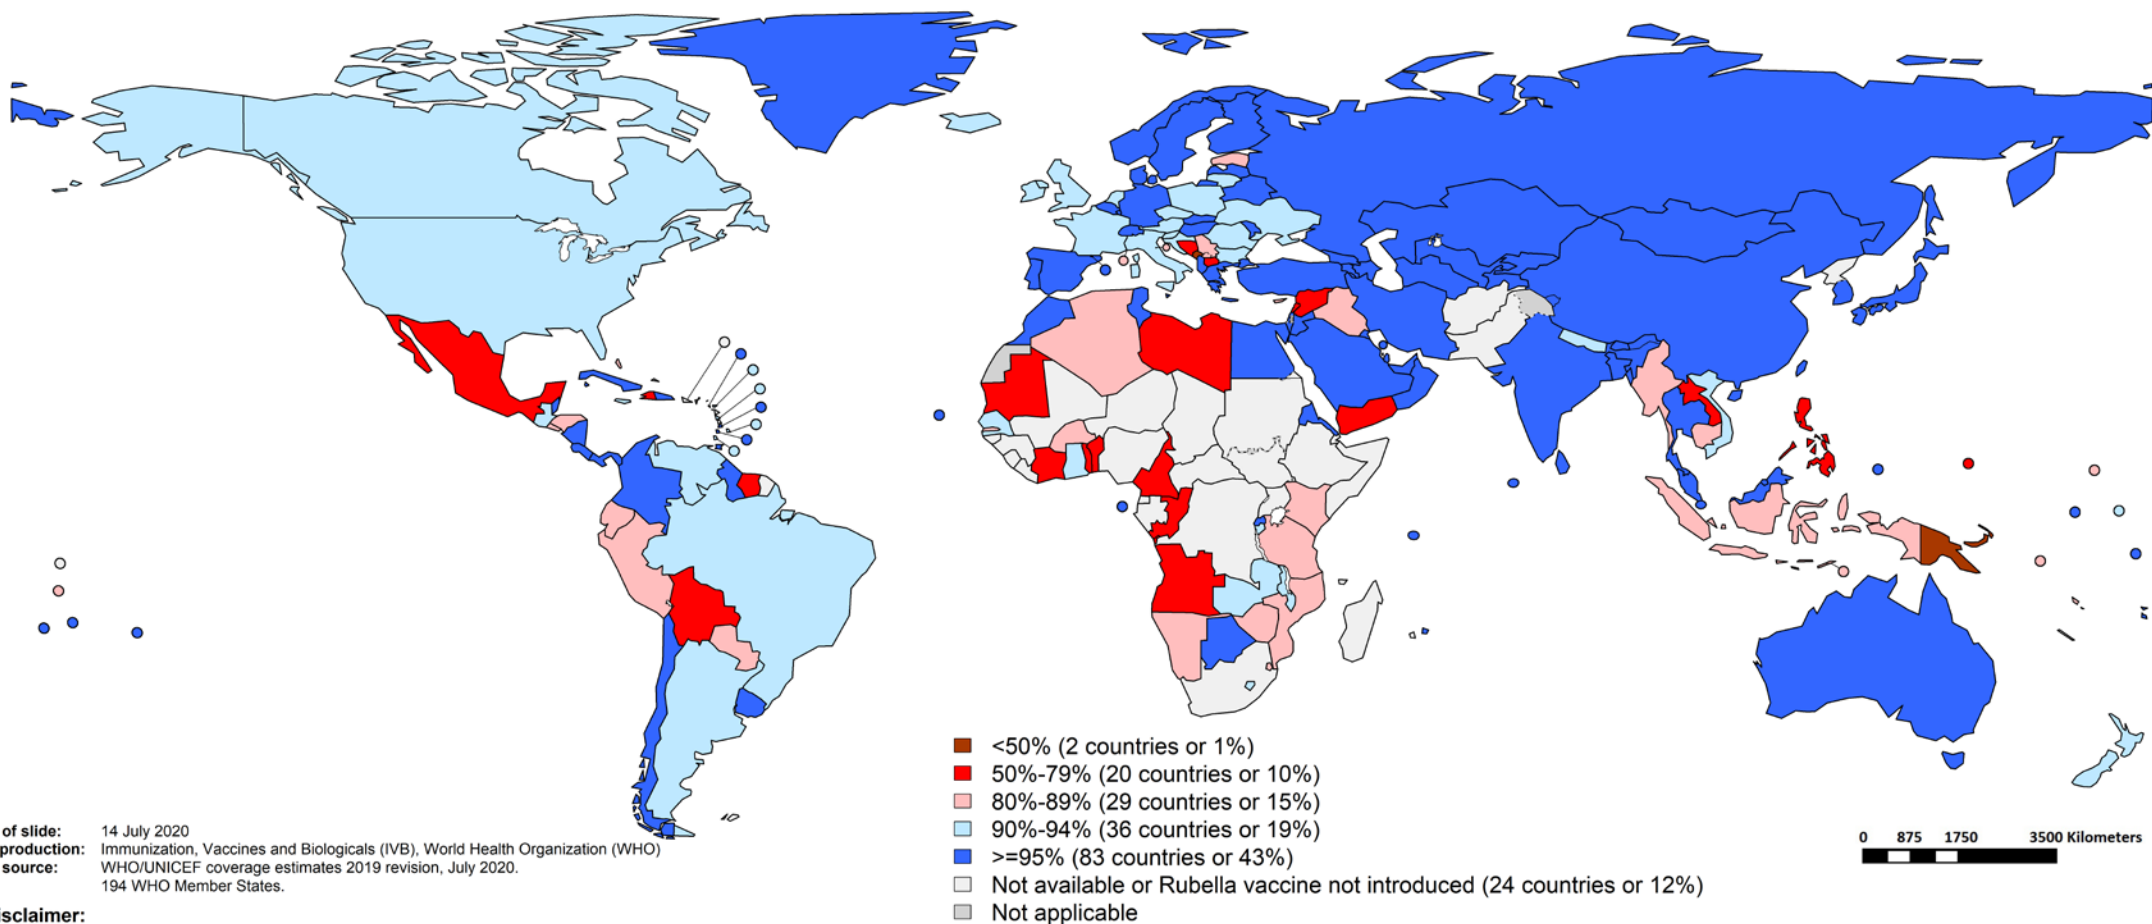 <50% (2 countries or 1%)
50%-79% (20 countries or 10%)
80%-89% (29 countries or 15%)
90%-94% (36 countries or 19%)
>=95% (83 countries or 43%)
Not available or Rubella vaccine not introduced (24 countries or 12%)
Not applicable
of slide: 14 July 2020
production: Immunization, Vaccines and Biologicals (IVB), World Health Organization (WHO)
source: WHO/UNICEF coverage estimates 2019 revision, July 2020.
194 WHO Member States.
isclaimer:
0 875 1750 3500 Kilometers